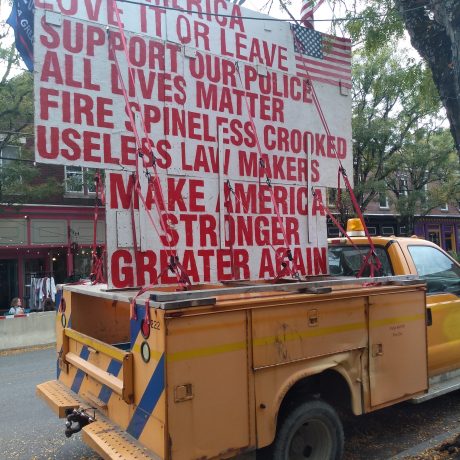 AMERICA
LOVE IT OR LEAVE
SUPPORT OUR POLICE
ALL LIVES MATTER
FIRE SPINELESS CROOKED
USELESS LAW MAKERS
MAKE AMERICA
STRONGER
GREATER AGAIN